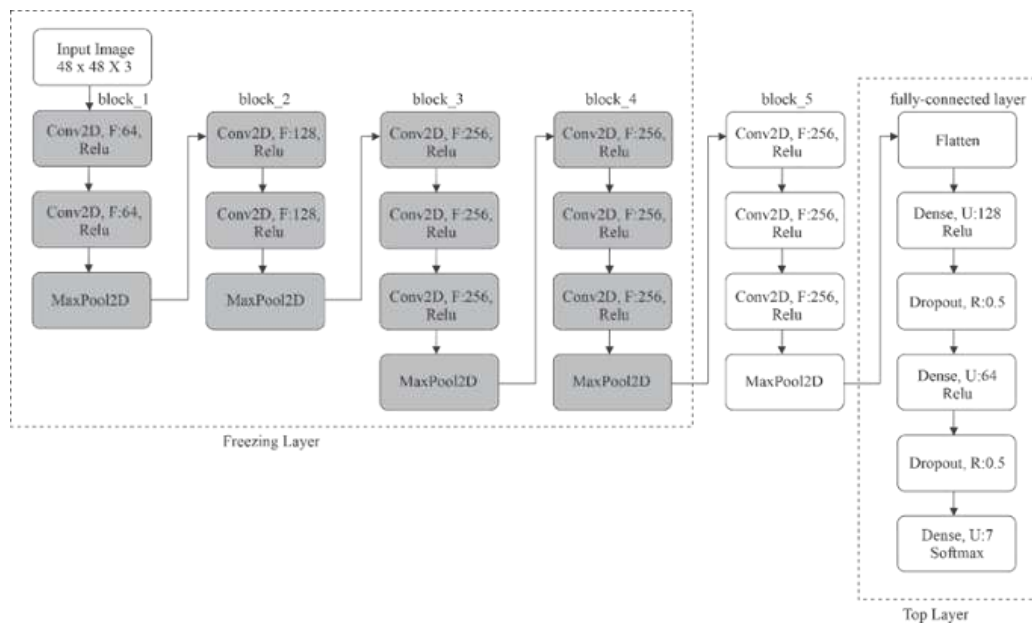 Input Image
48 x 48 X 3
block_1
Conv2D, F:64,
Relu
Conv2D, F:64,
Relu
MaxPool2D
block_2
Conv2D, F:128,
Relu
Conv2D, F:128,
Relu
MaxPool2D
block_3
Conv2D, F:256,
Relu
Conv2D, F:256,
Relu
Conv2D, F:256,
Relu
MaxPool2D
block_4
Conv2D, F:256,
Relu
Conv2D, F:256,
Relu
Conv2D, F:256,
Relu
MaxPool2D
Freezing Layer
block_5
Conv2D, F:256,
Relu
Conv2D, F:256,
Relu
Conv2D, F:256,
Relu
MaxPool2D
fully-connected layer
Flatten
Dense, U:128
Relu
Dropout, R:0.5
Dense, U:64
Relu
Dropout, R:0.5
Dense, U:7
Softmax
Top Layer